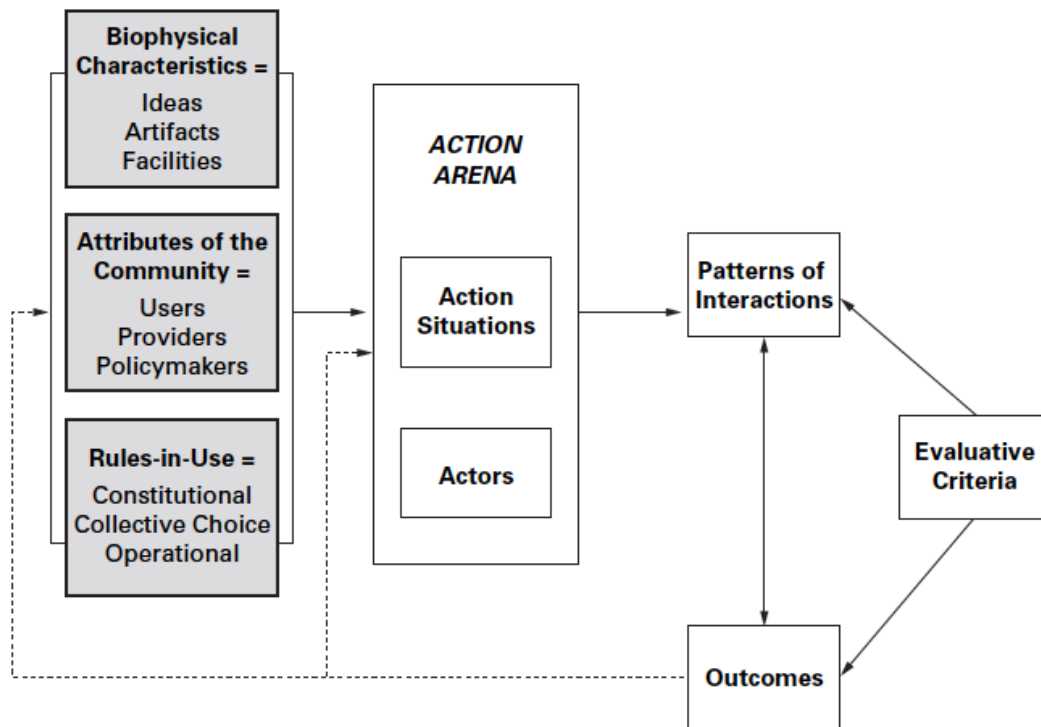 Biophysical
Characteristics =
Ideas
Artifacts
Facilities
Attributes of the
Community =
Users
Providers
Policymakers
Rules-in-Use =
Constitutional
Collective Choice
Operational
ACTION
ARENA
Action
Situations
Actors
Patterns of
Interactions
Evaluative
Criteria
Outcomes